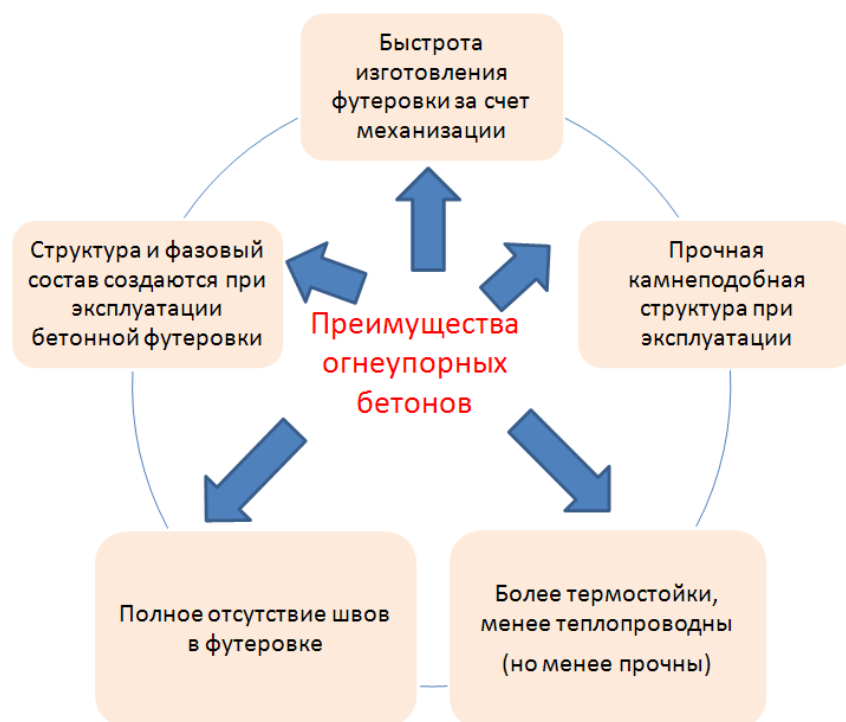 Быстрота
изготовления
футеровки за счет
механизации
Структура и фазовый
состав создаются при
эксплуатации
бетонной футеровки
Прочная
камнеподобная
структура при
эксплуатации
Преимущества
огнеупорных
бетонов
Полное отсутствие швов
в футеровке
Более термостойки,
менее теплопроводны
(но менее прочны)